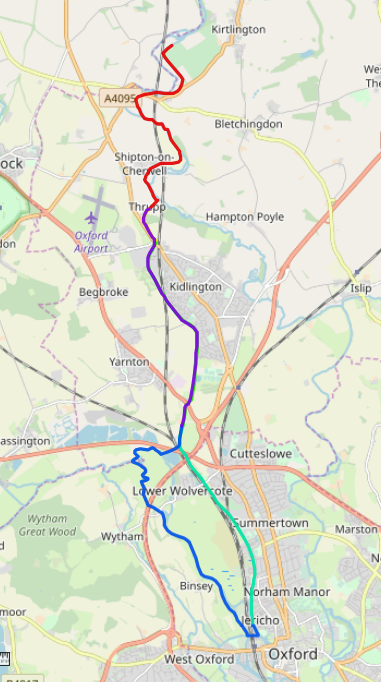 Kirtlington
A4095
Wes
The
Bletchingdon
Shipton-on-
Cherwell
ock
Thrupp
Hampton Poyle
Oxford
Airport
don
Begbroke
Kidlington
Islip
Yarnton
assington
Cutteslowe
Lower Wolvercote
Wytham
Great Wood
Summertown
Wytham
Marston
N
Binsey
moor
Norham Manor
Jericho
Oxford
West Oxford